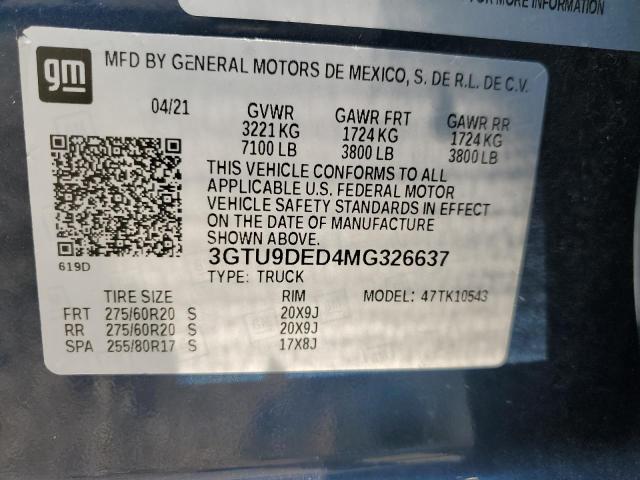 FOR MORE INFORMATION
gm
MFD BY GENERAL MOTORS DE MEXICO, S. DE R.L. DE C.V.
04/21 GVWR GAWR FRT GAWR RR
3221 KG 1724 KG 1724 KG
7100 LB 3800 LB 3800 LB
THIS VEHICLE CONFORMS TO ALL
APPLICABLE U.S. FEDERAL MOTOR
VEHICLE SAFETY STANDARDS IN EFFECT
ON THE DATE OF MANUFACTURE
SHOWN ABOVE.
619D
3GTU9DED4MG326637
TYPE: TRUCK
TIRE SIZE RIM MODEL: 47TK10543
FRT 275/60R20 S 20X9J
RR 275/60R20 S 20X9J
SPA 255/80R17 S 17X8J